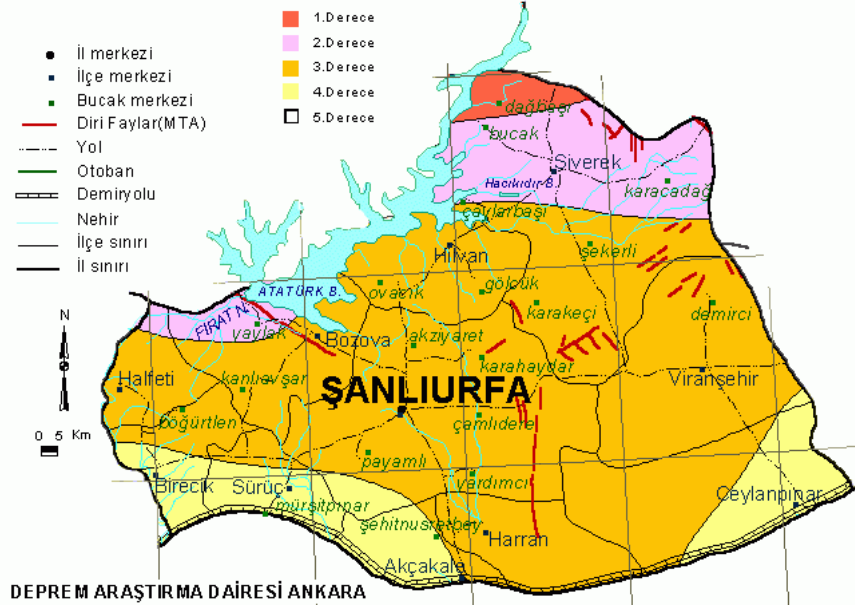 1.Derece
2.Derece
3.Derece
4.Derece
5.Derece
İl merkezi
İlçe merkezi
Bucak merkezi
Diri Faylar(MTA)
Yol
Otoban
Demiryolu
Nehir
İlçe sınırı
İl sınırı
N
0 5 Km
dağbaşı
bucak
Siverek
karacadağ
Hacıkıdır B.
çaylarbaşı
Hilvan
şekerli
ATATÜRK B.
ovacık
gölcük
karakeçi
demirci
FIRAT N.
yaylak
Bozova
akziyaret
karahaydar
Viranşehir
Halfeti
kanlıavşar
ŞANLIURFA
böğürtlen
çamlıdere
payamlı
yardımcı
Birecik
Sürüç
mürşitpınar
Ceylanpınar
şehitnusretbey
Harran
Akçakale
DEPREM ARAŞTIRMA DAİRESİ ANKARA